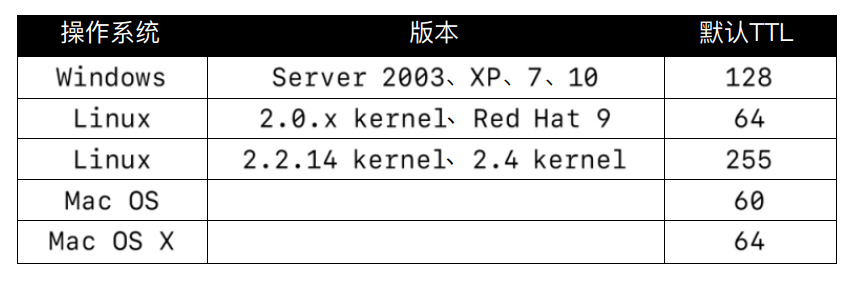 操作系统 版本 默认TTL
Windows Server 2003、XP、7、10 128
Linux 2.0.x kernel、Red Hat 9 64
Linux 2.2.14 kernel、2.4 kernel 255
Mac OS 60
Mac OS X 64